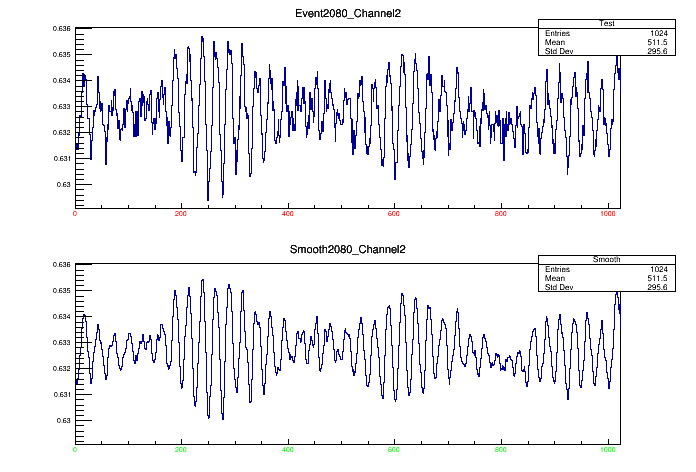 Event2080_Channel2
Test
Entries 1024
Mean 511.5
Std Dev 295.6
0.636
0.635
0.634
0.633
0.632
0.631
0.63
0 200 400 600 800 1000
Smooth2080_Channel2
Smooth
Entries 1024
Mean 511.5
Std Dev 295.6
0.636
0.635
0.634
0.633
0.632
0.631
0.63
0 200 400 600 800 1000